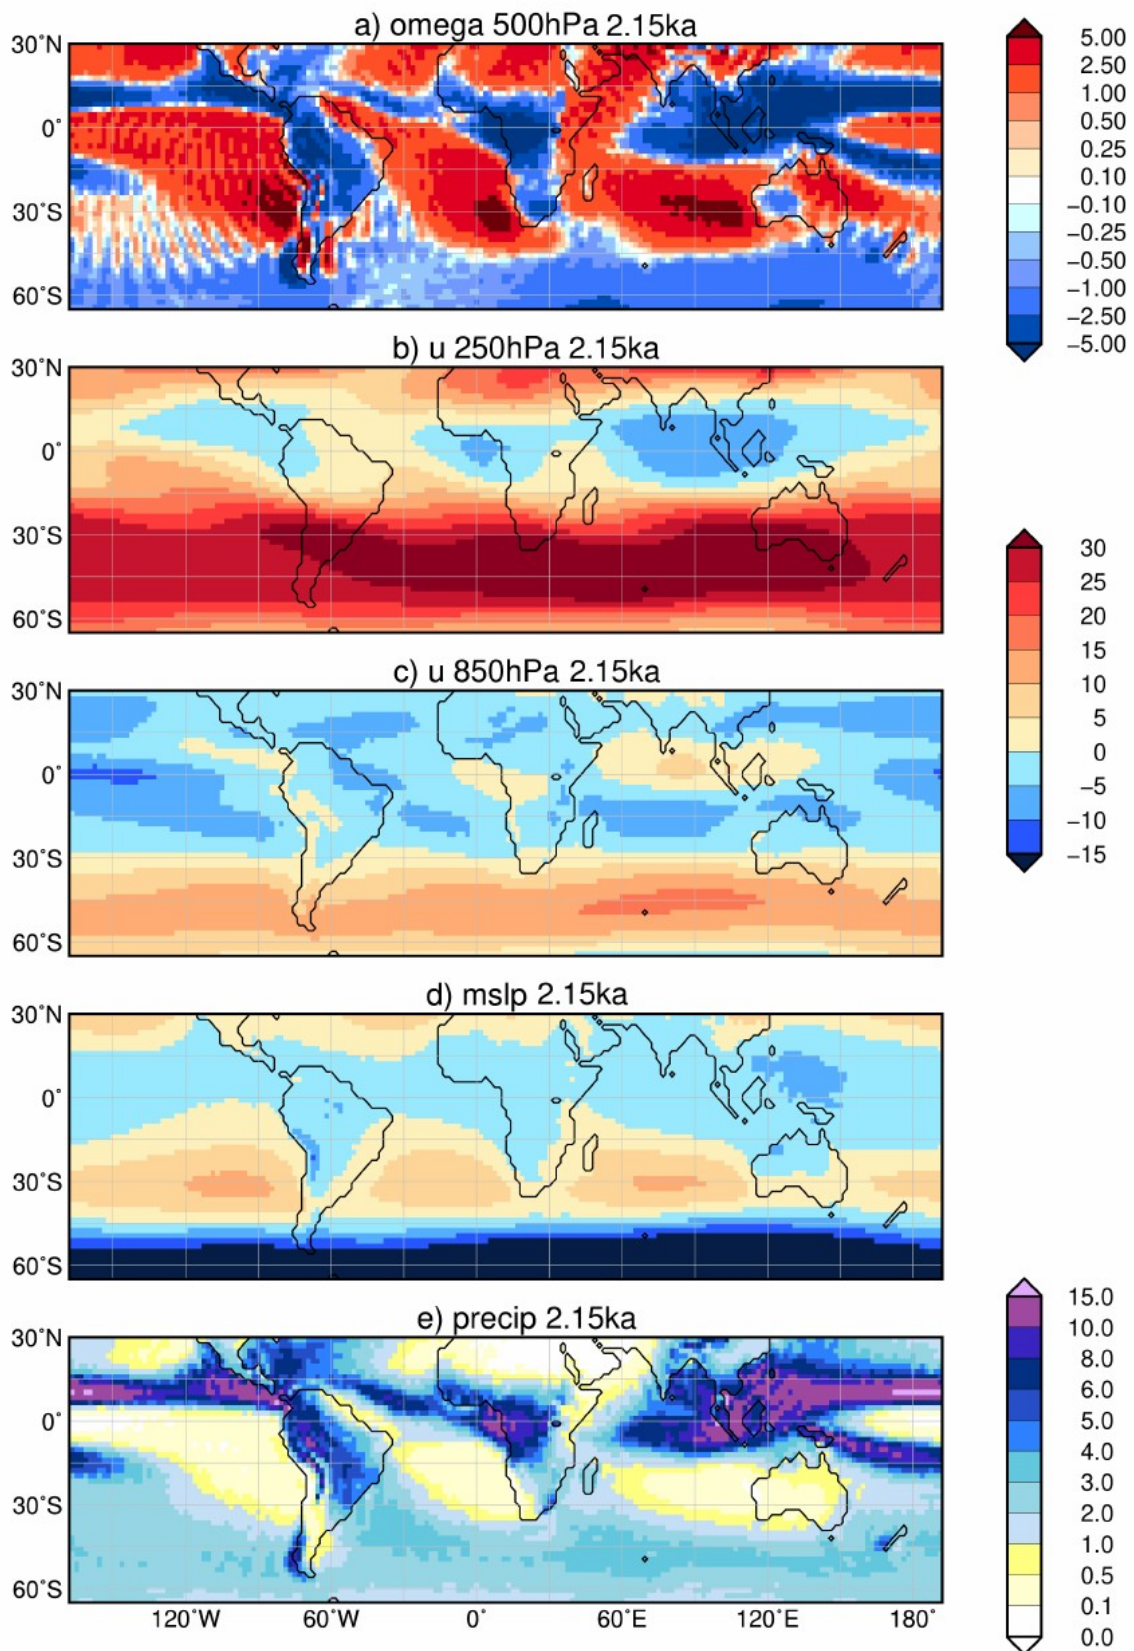 a) omega 500hPa 2.15ka
30˚N
0˚
30˚S
60˚S
5.00
2.50
1.00
0.50
0.25
0.10
−0.10
−0.25
−0.50
−1.00
−2.50
−5.00
b) u 250hPa 2.15ka
30˚N
0˚
30˚S
60˚S
c) u 850hPa 2.15ka
30˚N
0˚
30˚S
60˚S
30
25
20
15
10
5
0
−5
−10
−15
d) mslp 2.15ka
30˚N
0˚
30˚S
60˚S
e) precip 2.15ka
30˚N
0˚
30˚S
60˚S
120˚W 60˚W 0˚ 60˚E 120˚E 180˚
15.0
10.0
8.0
6.0
5.0
4.0
3.0
2.0
1.0
0.5
0.1
0.0